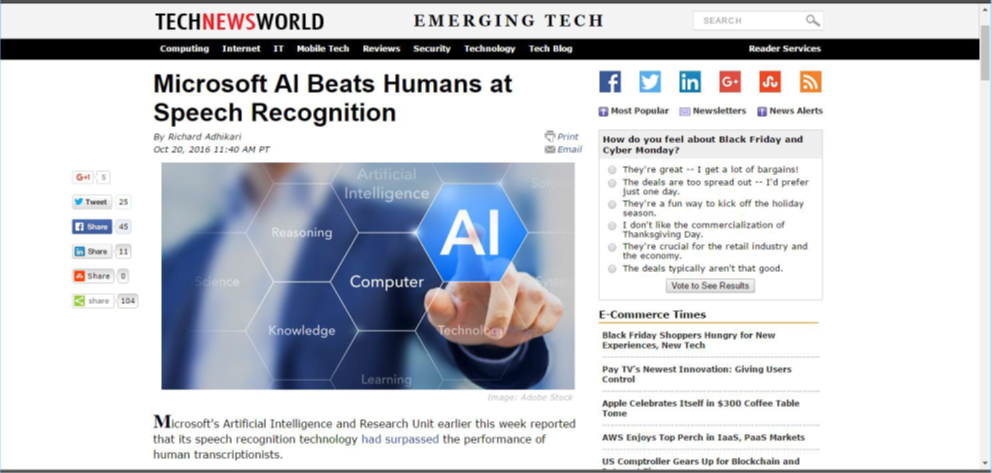 TECHNEWSWORLD
EMERGING TECH
SEARCH
Computing Internet IT Mobile Tech Reviews Security Technology Tech Blog
Reader Services
Microsoft AI Beats Humans at
Speech Recognition
By Richard Adhikari
Oct 20, 2016 11:40 AM PT
Print
Email
G+1 5
Tweet 25
Share 45
Share 11
Share 0
share 104
Artificial
Intelligence
AI
Reasoning
Science
Computer
Knowledge
Technology
Learning
Image: Adobe Stock
Microsoft's Artificial Intelligence and Research Unit earlier this week reported
that its speech recognition technology had surpassed the performance of
human transcriptionists.
Most Popular Newsletters News Alerts
How do you feel about Black Friday and
Cyber Monday?
They're great -- I get a lot of bargains!
The deals are too spread out -- I'd prefer
just one day.
They're a fun way to kick off the holiday
season.
I don't like the commercialization of
Thanksgiving Day.
They're crucial for the retail industry and
the economy.
The deals typically aren't that good.
Vote to See Results
E-Commerce Times
Black Friday Shoppers Hungry for New
Experiences, New Tech
Pay TV's Newest Innovation: Giving Users
Control
Apple Celebrates Itself in $300 Coffee Table
Tome
AWS Enjoys Top Perch in IaaS, PaaS Markets
US Comptroller Gears Up for Blockchain and